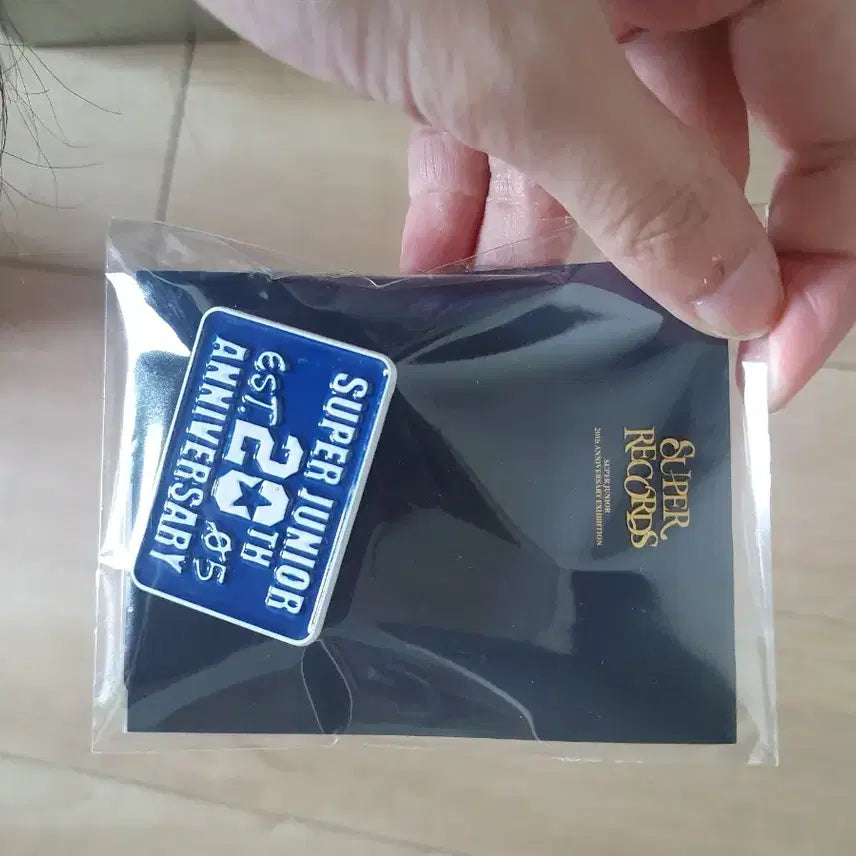 SUPER
RECORDS
SUPER JUNIOR
20th ANNIVERSARY EXHIBITION
SUPER JUNIOR
EST. 20TH 05
ANNIVERSARY